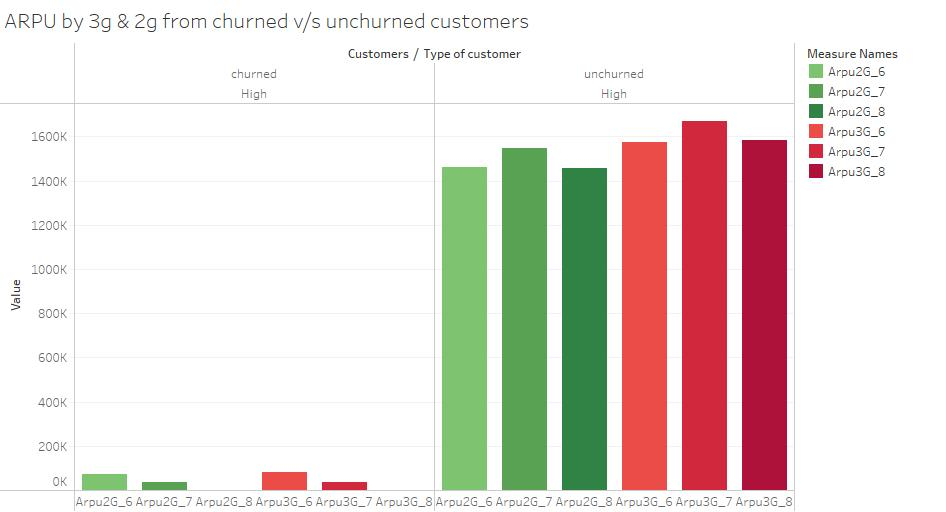 ARPU by 3g & 2g from churned v/s unchurned customers
Customers / Type of customer
churned
unchurned
High
High
Value
1600K
1400K
1200K
1000K
800K
600K
400K
200K
0K
Arpu2G_6 Arpu2G_7 Arpu2G_8 Arpu3G_6 Arpu3G_7 Arpu3G_8 Arpu2G_6 Arpu2G_7 Arpu2G_8 Arpu3G_6 Arpu3G_7 Arpu3G_8
Measure Names
Arpu2G_6
Arpu2G_7
Arpu2G_8
Arpu3G_6
Arpu3G_7
Arpu3G_8